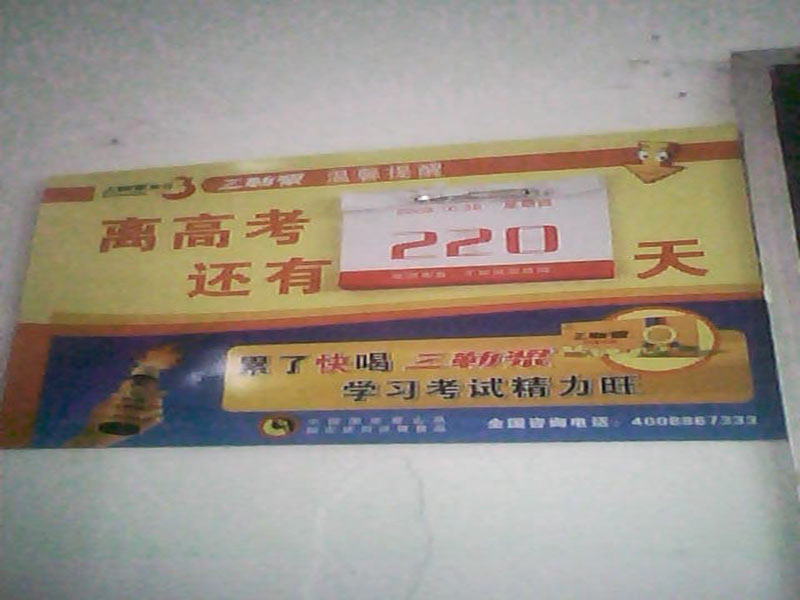 三勒浆 温馨提醒
离高考
还有
220
天
累了快喝 三勒浆
学习考试精力旺
全国咨询电话：4008867333